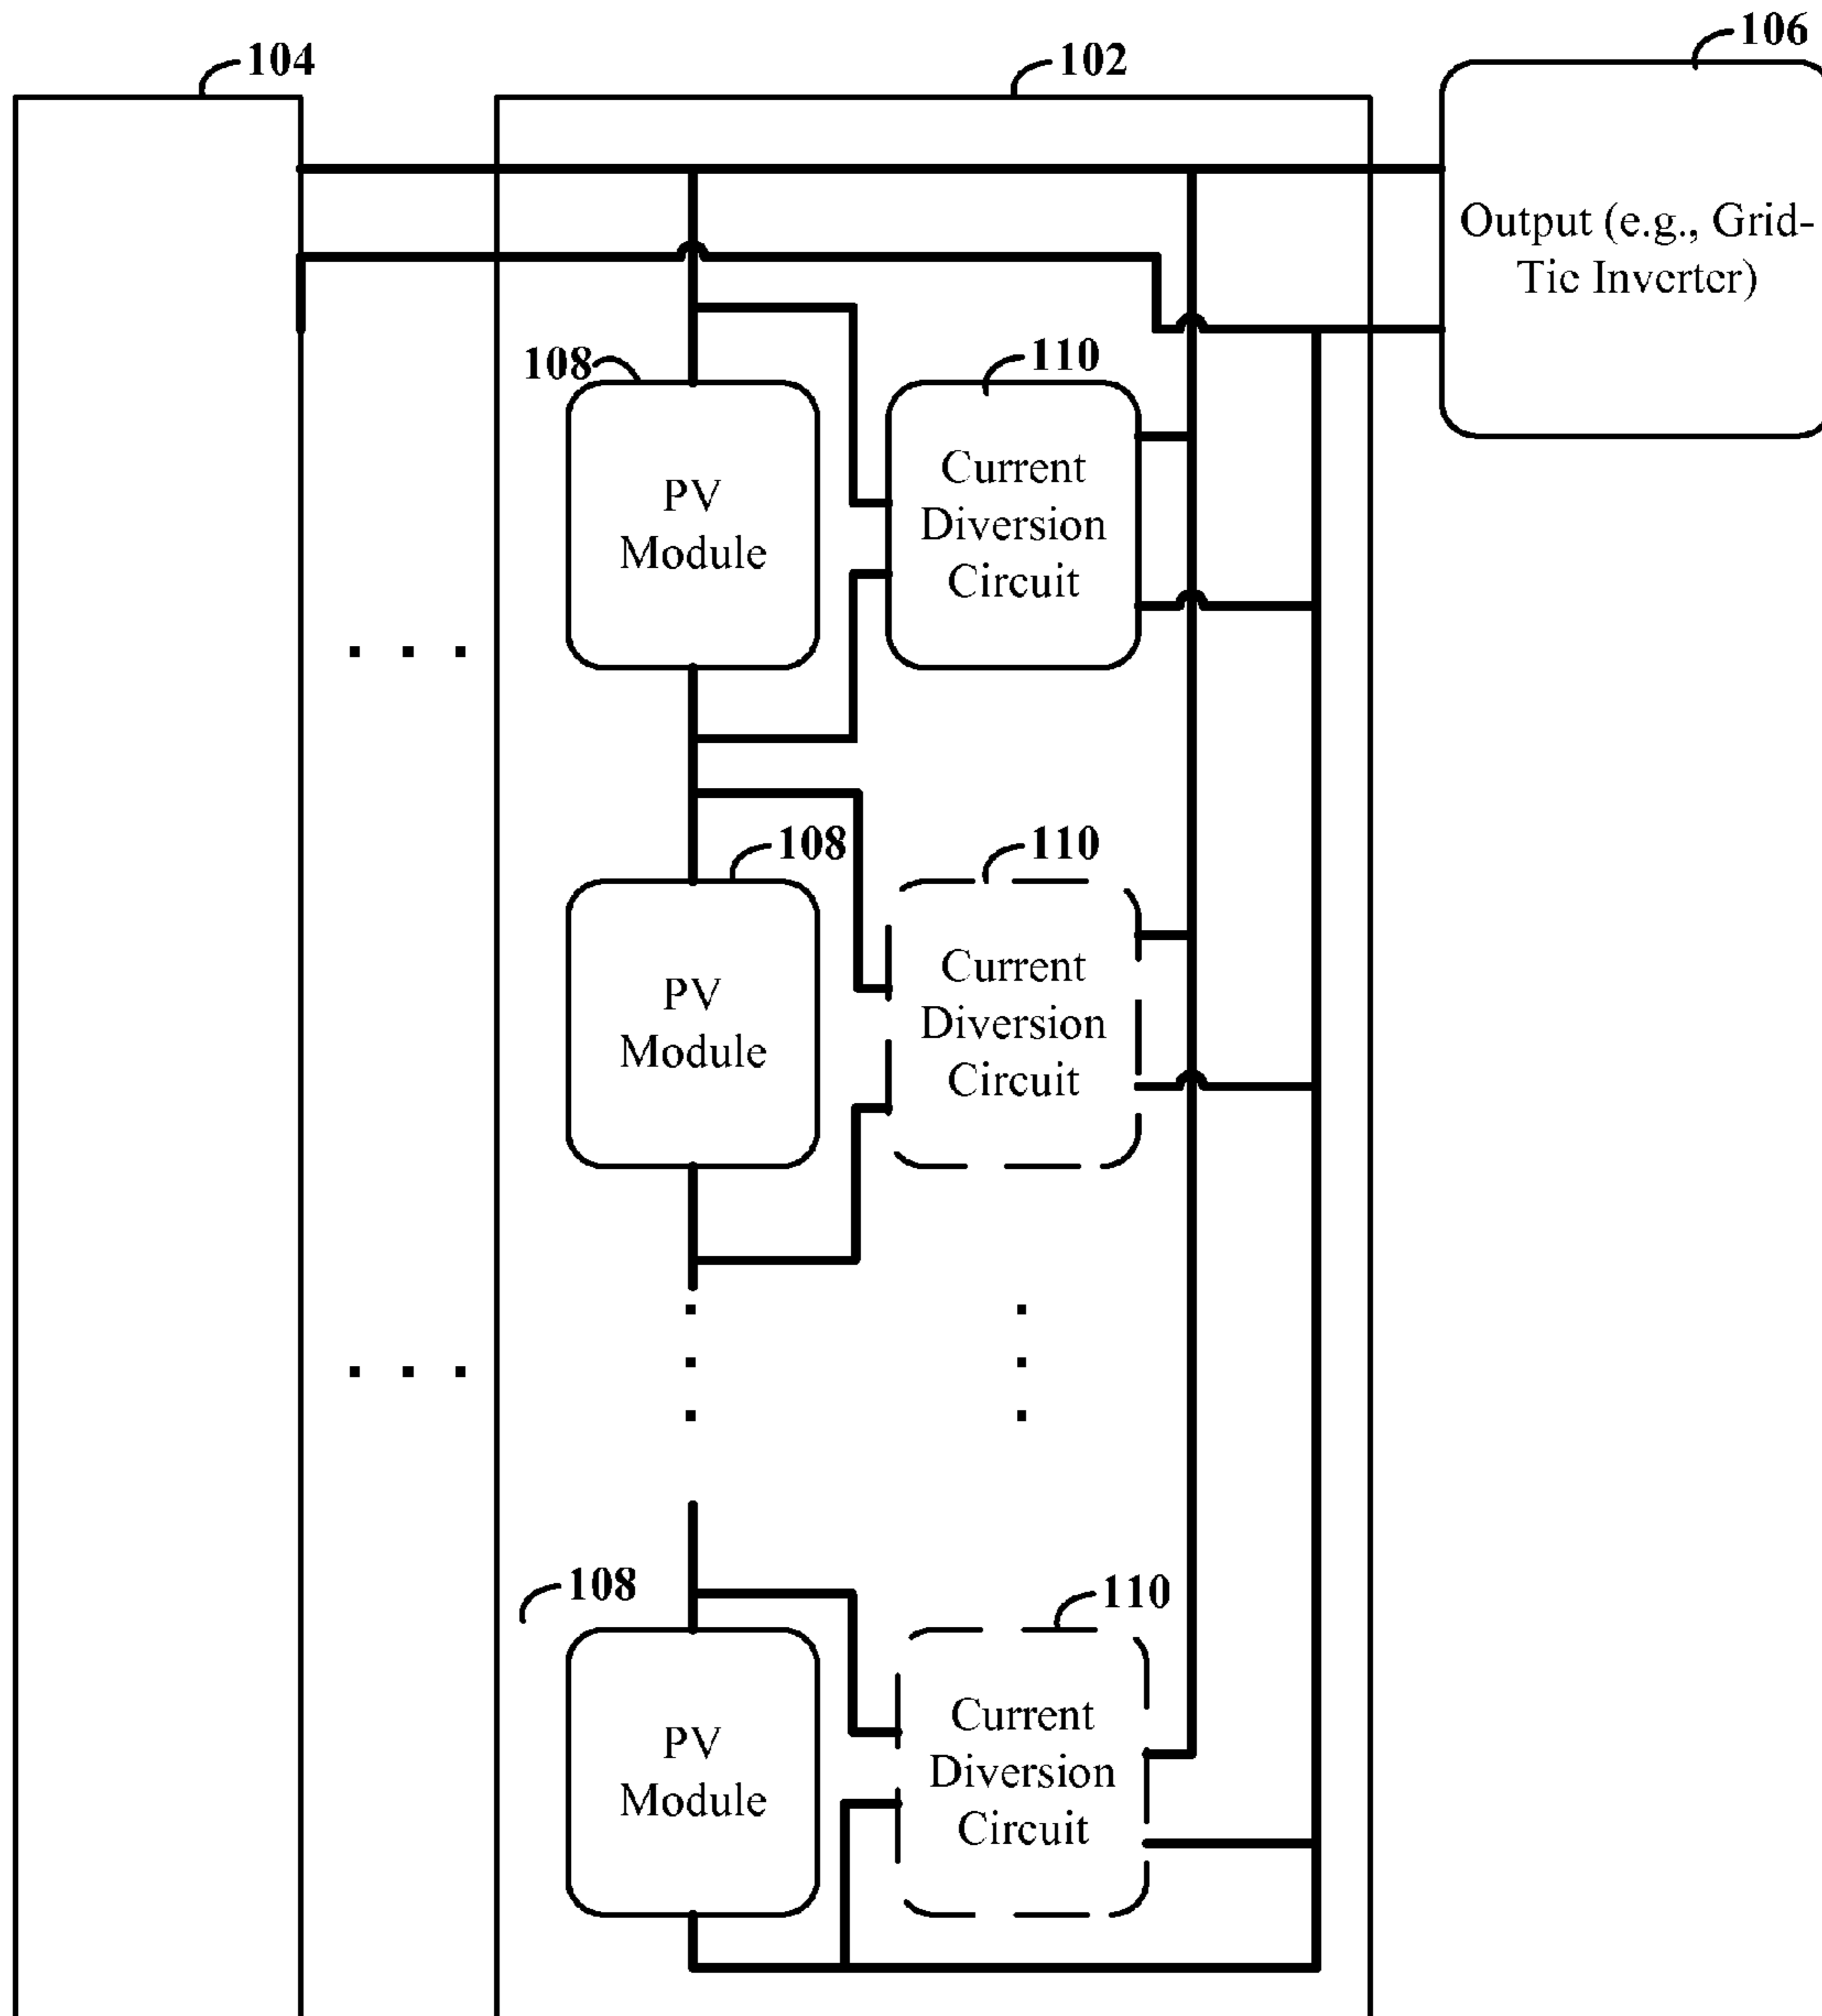 104
102
106
Output (e.g., Grid-
Tie Inverter)
108
110
PV
Module
Current
Diversion
Circuit
108
110
PV
Module
Current
Diversion
Circuit
108
110
PV
Module
Current
Diversion
Circuit